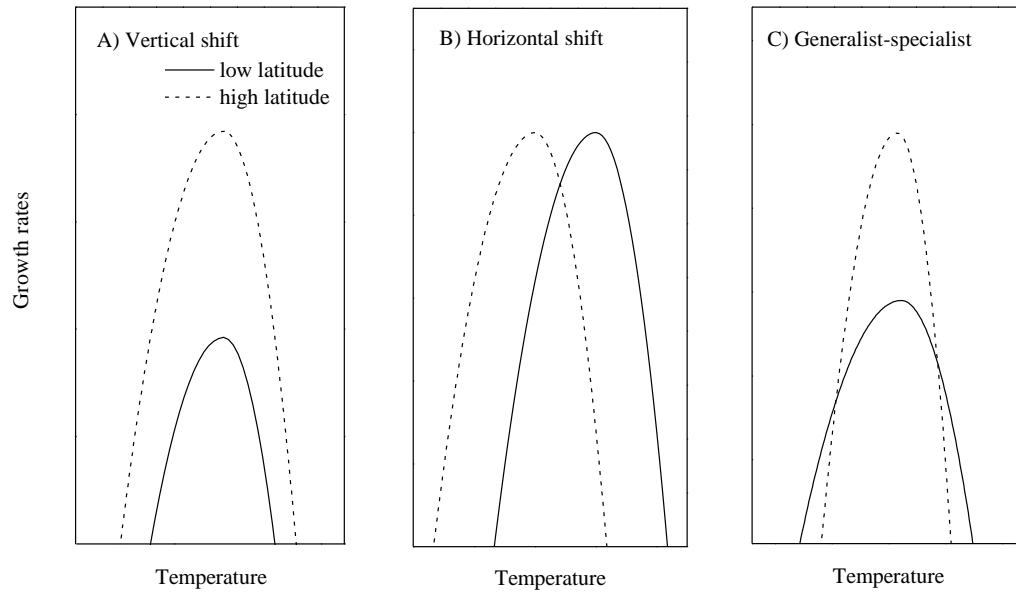 A) Vertical shift
low latitude
high latitude
B) Horizontal shift
C) Generalist-specialist
Growth rates
Temperature
Temperature
Temperature